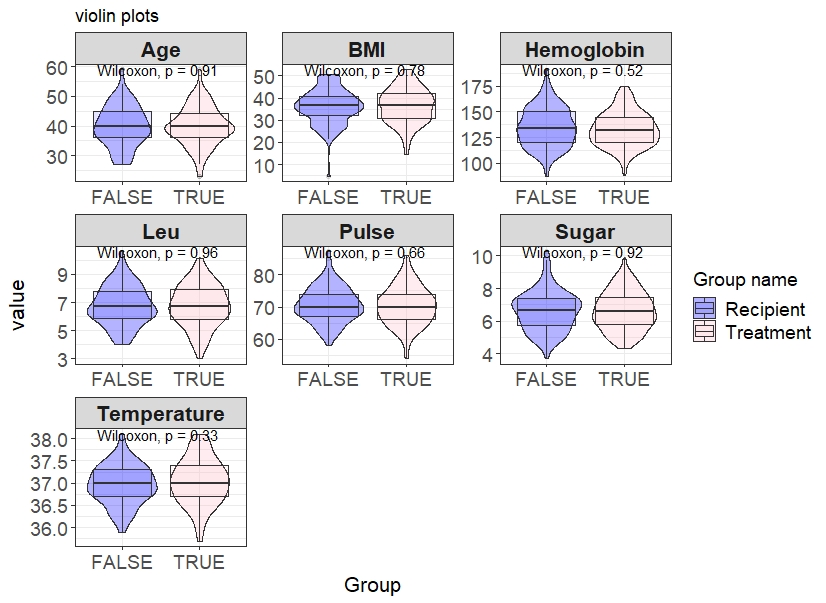 violin plots
Age
BMI
Hemoglobin
Wilcoxon, p = 0.91
Wilcoxon, p = 0.78
Wilcoxon, p = 0.52
60
50
40
30
50
40
30
20
10
175
150
125
100
FALSE TRUE
FALSE TRUE
FALSE TRUE
Leu
Pulse
Sugar
Wilcoxon, p = 0.96
Wilcoxon, p = 0.66
Wilcoxon, p = 0.92
9
7
5
3
80
70
60
10
8
6
4
FALSE TRUE
FALSE TRUE
FALSE TRUE
Temperature
Wilcoxon, p = 0.33
38.0
37.5
37.0
36.5
36.0
FALSE TRUE
value
Group
Group name
Recipient
Treatment